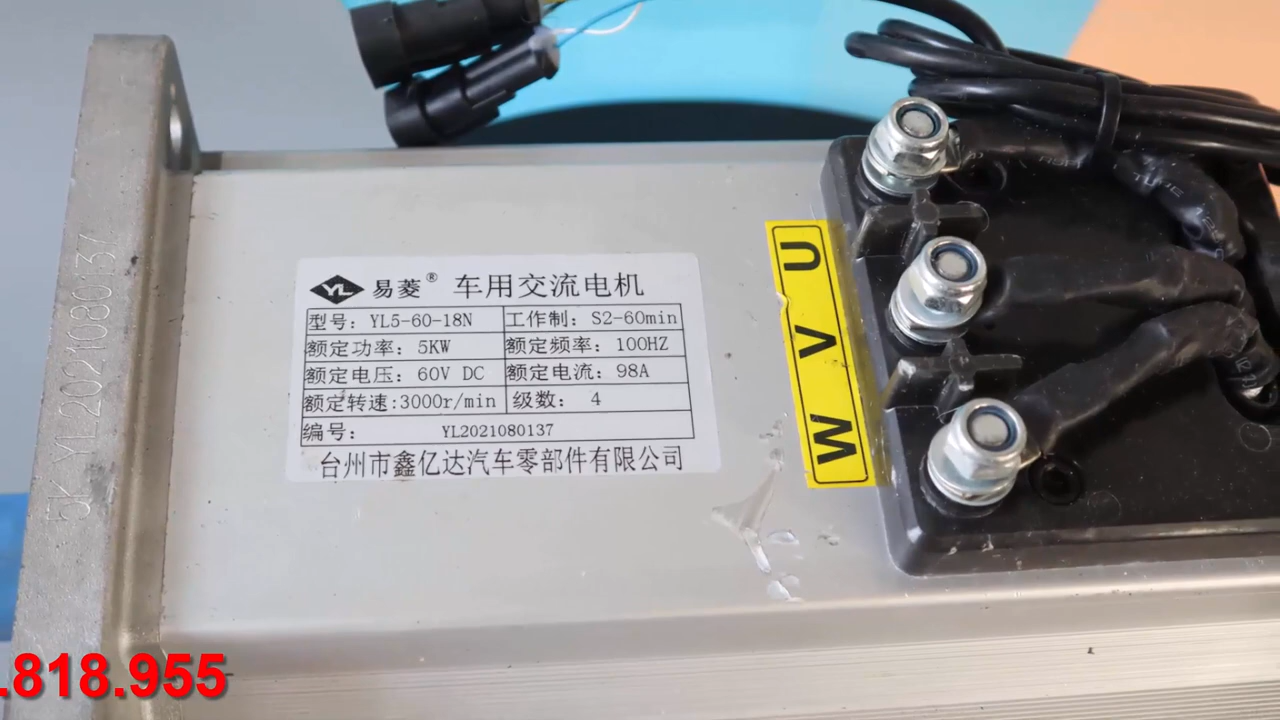 YL 易菱® 车用交流电机
型号: YL5-60-18N 工作制: S2-60min
额定功率: 5KW 额定频率: 100HZ
额定电压: 60V DC 额定电流: 98A
额定转速:3000r/min 级数: 4
编号: YL2021080137
台州市鑫亿达汽车零部件有限公司
U
V
W
5K YL2021080137
.818.955